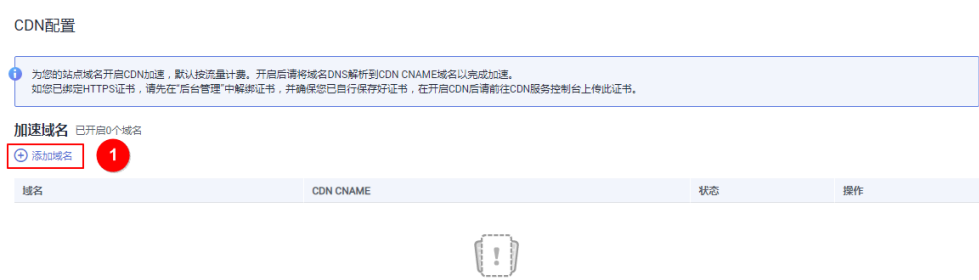 CDN配置
为您的站点域名开启CDN加速，默认按流量计费。开启后请将域名DNS解析到CDN CNAME域名以完成加速。
如您已绑定HTTPS证书，请先在"后台管理"中解绑证书，并确保您已自行保存好证书，在开启CDN后请前往CDN服务控制台上传此证书。
加速域名 已开启0个域名
添加域名 1
域名 CDN CNAME 状态 操作